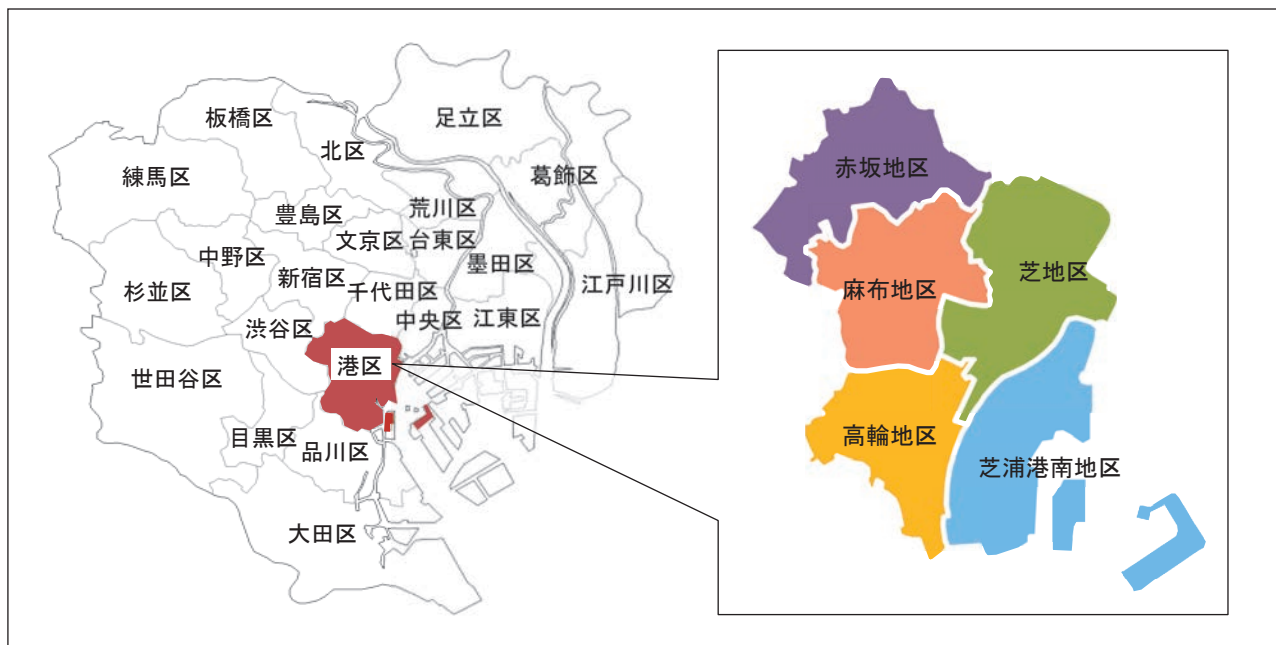 足立区
板橋区
北区
葛飾区
練馬区
荒川区
豊島区
文京区
台東区
中野区
墨田区
新宿区
江戸川区
杉並区
千代田区
中央区
江東区
渋谷区
港区
世田谷区
目黒区
品川区
大田区
赤坂地区
芝地区
麻布地区
高輪地区
芝浦港南地区